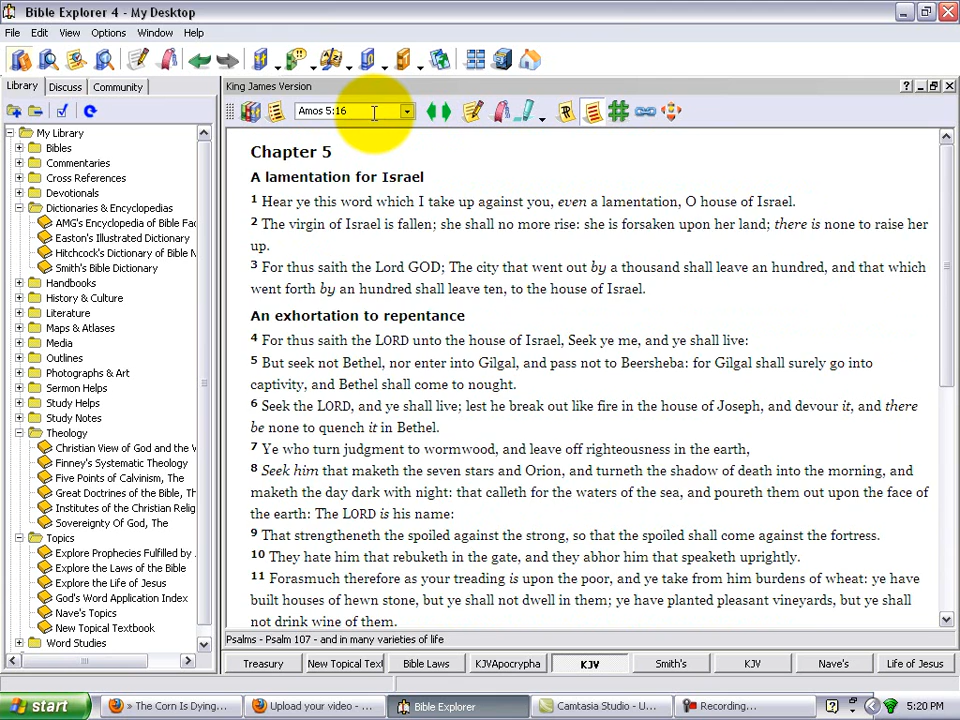 Bible Explorer 4 - My Desktop
File Edit View Options Window Help
Library Discuss Community
King James Version
Amos 5:16
My Library
Bibles
Commentaries
Cross References
Devotionals
Dictionaries & Encyclopedias
AMG's Encyclopedia of Bible Fac
Easton's Illustrated Dictionary
Hitchcock's Dictionary of Bible N
Smith's Bible Dictionary
Handbooks
History & Culture
Literature
Maps & Atlases
Media
Outlines
Photographs & Art
Sermon Helps
Study Helps
Study Notes
Theology
Christian View of God and the V
Finney's Systematic Theology
Five Points of Calvinism, The
Great Doctrines of the Bible, Th
Institutes of the Christian Relig
Sovereignty Of God, The
Topics
Explore Prophecies Fulfilled by
Explore the Laws of the Bible
Explore the Life of Jesus
God's Word Application Index
Nave's Topics
New Topical Textbook
Word Studies
Chapter 5
A lamentation for Israel
1 Hear ye this word which I take up against you, even a lamentation, O house of Israel.
2 The virgin of Israel is fallen; she shall no more rise: she is forsaken upon her land; there is none to raise her
up.
3 For thus saith the Lord GOD; The city that went out by a thousand shall leave an hundred, and that which
went forth by an hundred shall leave ten, to the house of Israel.
An exhortation to repentance
4 For thus saith the LORD unto the house of Israel, Seek ye me, and ye shall live:
5 But seek not Bethel, nor enter into Gilgal, and pass not to Beersheba: for Gilgal shall surely go into
captivity, and Bethel shall come to nought.
6 Seek the LORD, and ye shall live; lest he break out like fire in the house of Joseph, and devour it, and there
be none to quench it in Bethel.
7 Ye who turn judgment to wormwood, and leave off righteousness in the earth,
8 Seek him that maketh the seven stars and Orion, and turneth the shadow of death into the morning, and
maketh the day dark with night: that calleth for the waters of the sea, and poureth them out upon the face of
the earth: The LORD is his name:
9 That strengtheneth the spoiled against the strong, so that the spoiled shall come against the fortress.
10 They hate him that rebuketh in the gate, and they abhor him that speaketh uprightly.
11 Forasmuch therefore as your treading is upon the poor, and ye take from him burdens of wheat: ye have
built houses of hewn stone, but ye shall not dwell in them; ye have planted pleasant vineyards, but ye shall
not drink wine of them.
Psalms - Psalm 107 - and in many varieties of life
Treasury New Topical Text Bible Laws KJVApocrypha KJV Smith's KJV Nave's Life of Jesus
start » The Corn Is Dying... Upload your video - ... Bible Explorer Camtasia Studio - U... Recording... 5:20 PM